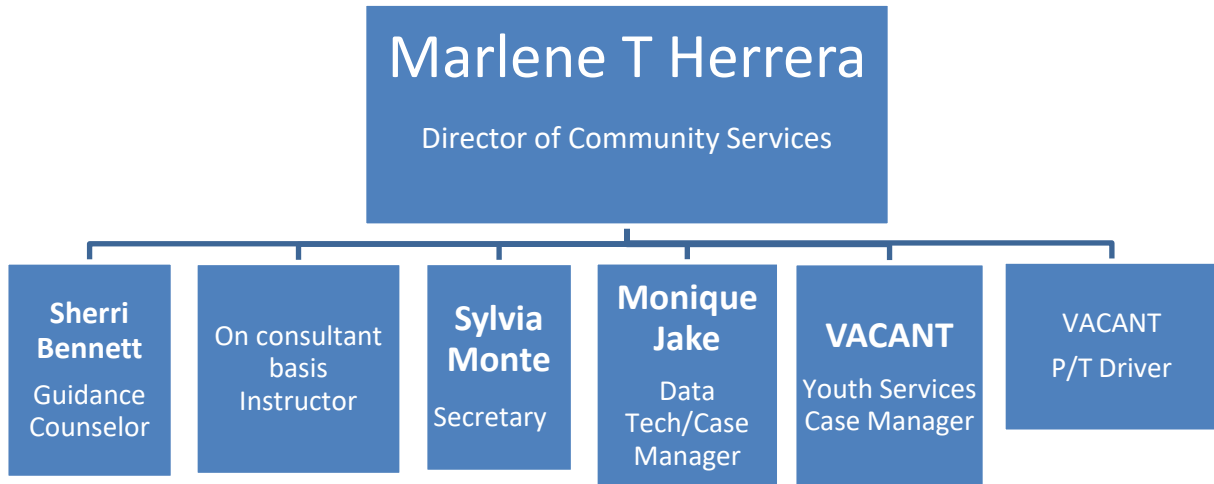 Marlene T Herrera
Director of Community Services
Sherri
Bennett
Guidance
Counselor
On consultant
basis
Instructor
Sylvia
Monte
Secretary
Monique
Jake
Data
Tech/Case
Manager
VACANT
Youth Services
Case Manager
VACANT
P/T Driver